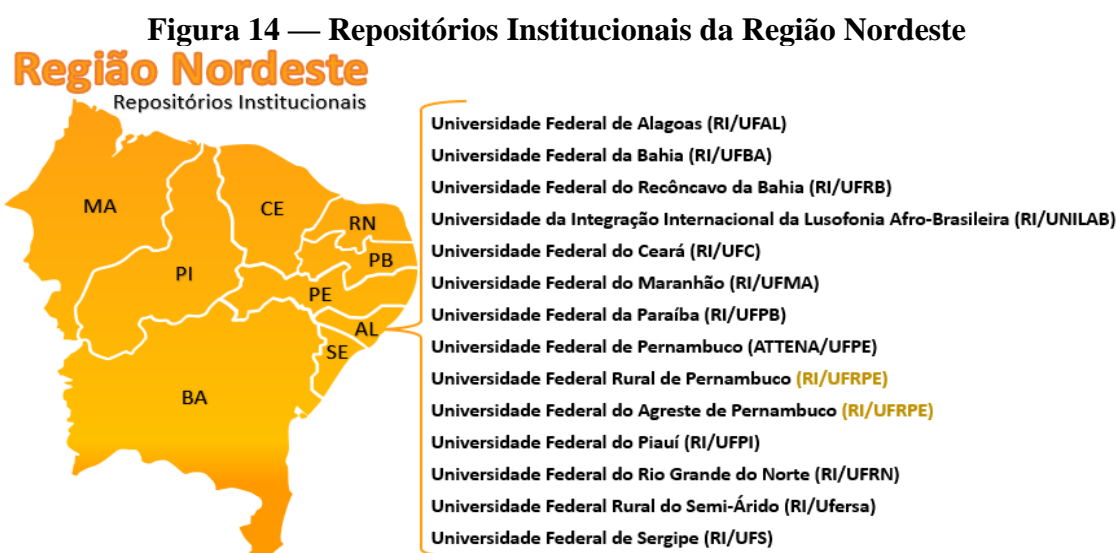 Figura 14 — Repositórios Institucionais da Região Nordeste
Região Nordeste
Repositórios Institucionais
MA
PI
CE
RN
PB
PE
AL
SE
BA
Universidade Federal de Alagoas (RI/UFAL)
Universidade Federal da Bahia (RI/UFBA)
Universidade Federal do Recôncavo da Bahia (RI/UFRB)
Universidade da Integração Internacional da Lusofonia Afro-Brasileira (RI/UNILAB)
Universidade Federal do Ceará (RI/UFC)
Universidade Federal do Maranhão (RI/UFMA)
Universidade Federal da Paraíba (RI/UFPB)
Universidade Federal de Pernambuco (ATTENA/UFPE)
Universidade Federal Rural de Pernambuco (RI/UFRPE)
Universidade Federal do Agreste de Pernambuco (RI/UFRPE)
Universidade Federal do Piauí (RI/UFPI)
Universidade Federal do Rio Grande do Norte (RI/UFRN)
Universidade Federal Rural do Semi-Árido (RI/Ufersa)
Universidade Federal de Sergipe (RI/UFS)